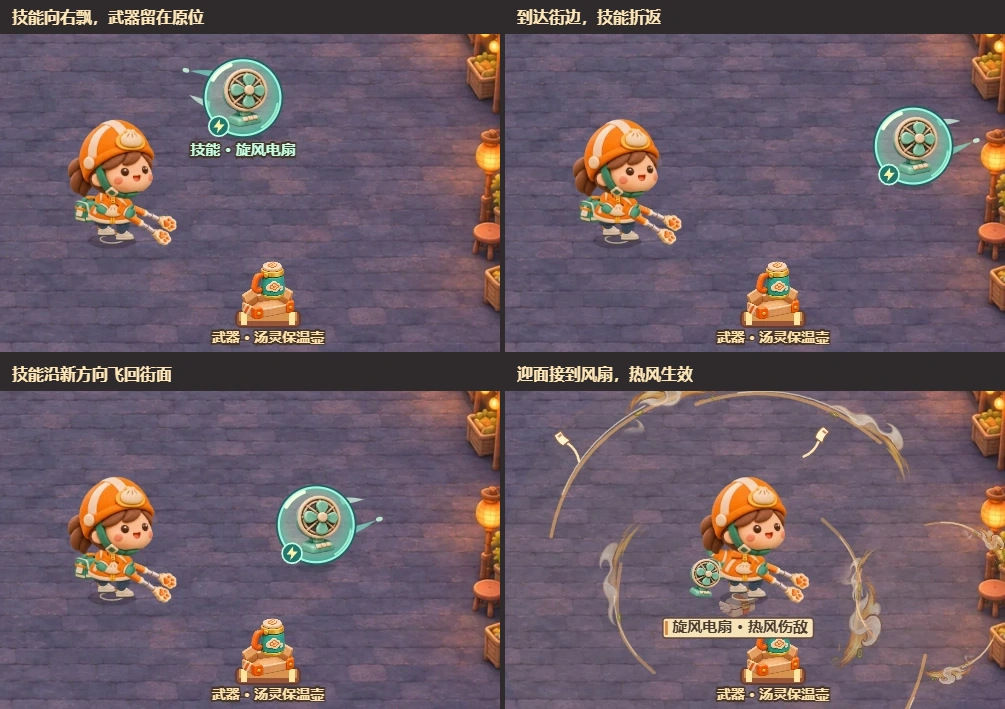 技能向右飘，武器留在原位
技能・旋风电扇
武器・汤灵保温壶
到达街边，技能折返
武器・汤灵保温壶
技能沿新方向飞回街面
武器・汤灵保温壶
迎面接到风扇，热风生效
旋风电扇・热风伤敌
武器・汤灵保温壶